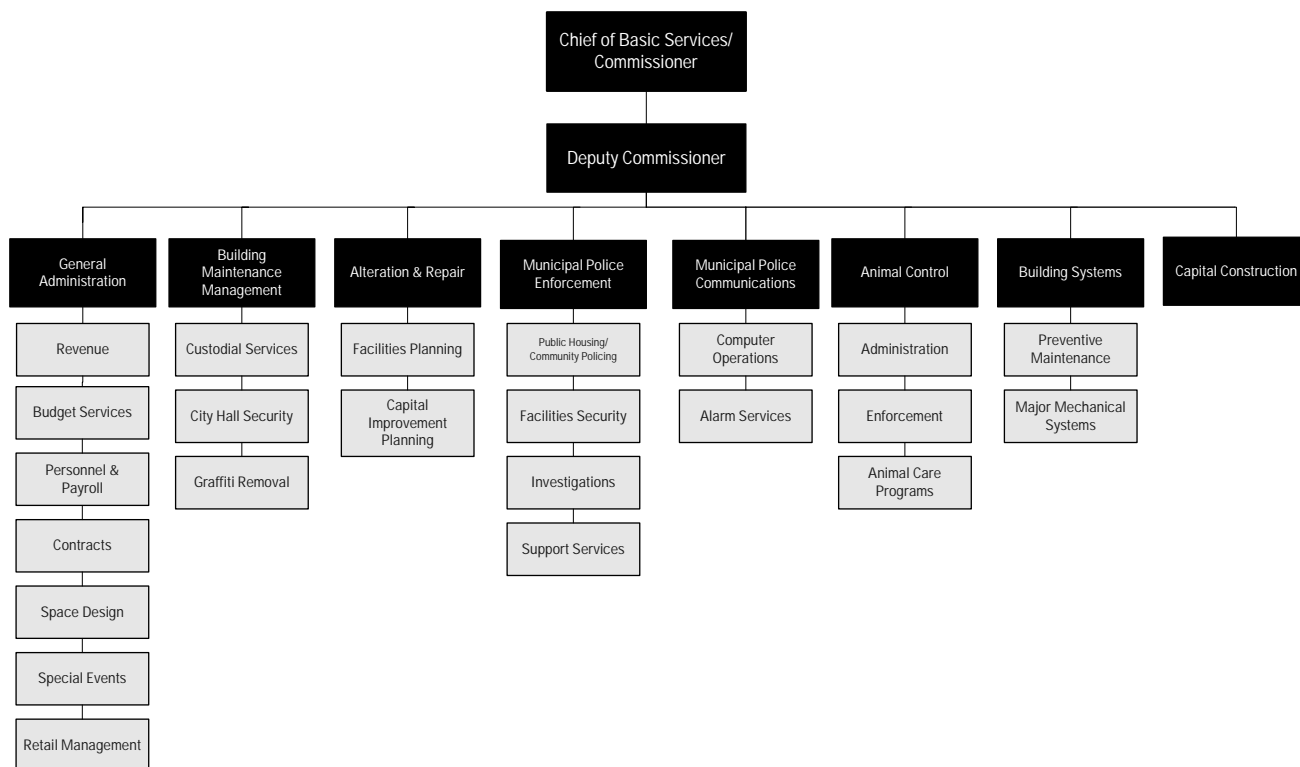 Chief of Basic Services/
Commissioner
Deputy Commissioner
General
Administration
Building
Maintenance
Management
Alteration & Repair
Municipal Police
Enforcement
Municipal Police
Communications
Animal Control
Building Systems
Capital Construction
Revenue
Budget Services
Personnel &
Payroll
Contracts
Space Design
Special Events
Retail Management
Custodial Services
City Hall Security
Graffiti Removal
Facilities Planning
Capital
Improvement
Planning
Public Housing/
Community Policing
Facilities Security
Investigations
Support Services
Computer
Operations
Alarm Services
Administration
Enforcement
Animal Care
Programs
Preventive
Maintenance
Major Mechanical
Systems